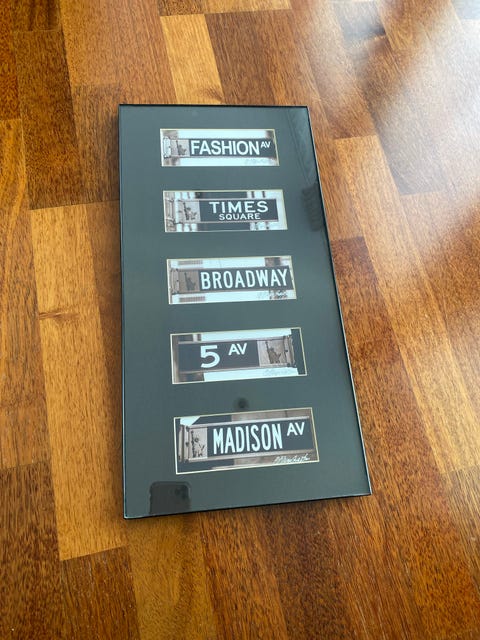 FASHION AV
TIMES
SQUARE
BROADWAY
5 AV
MADISON AV